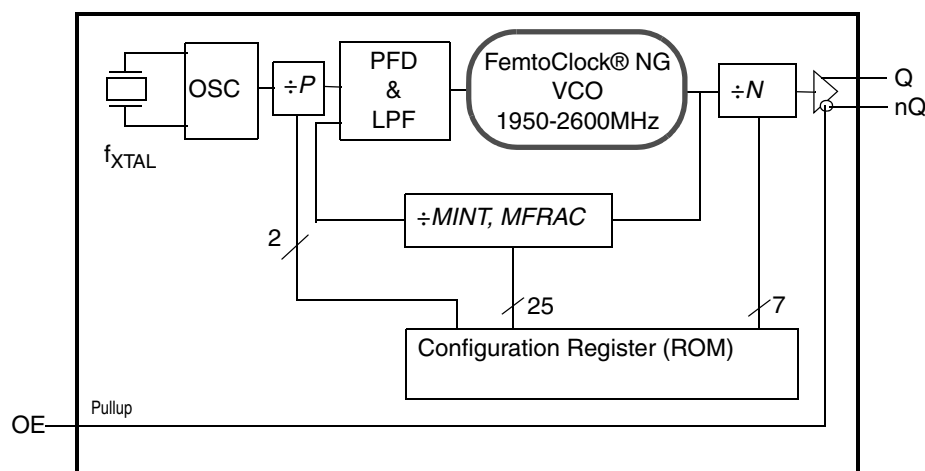 OSC
÷P
PFD
&
LPF
FemtoClock® NG
VCO
1950-2600MHz
÷N
Q
nQ
fXTAL
÷MINT, MFRAC
2
25
7
Configuration Register (ROM)
Pullup
OE